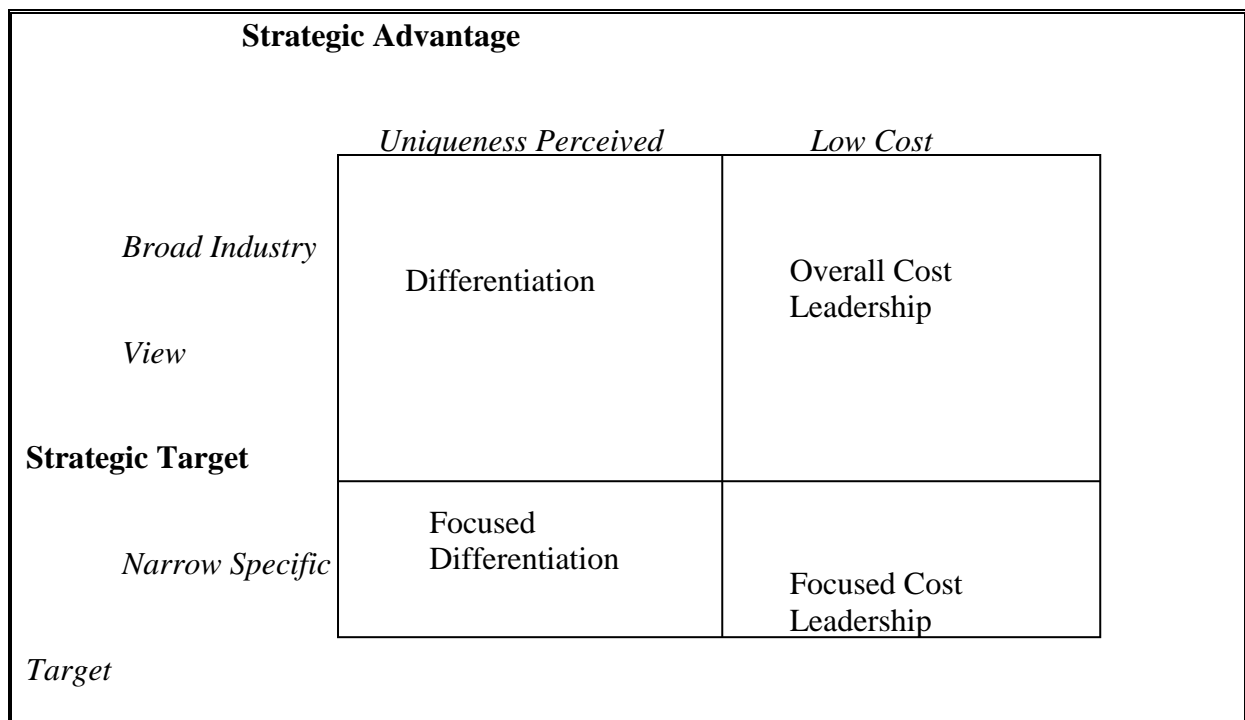 Strategic Advantage
Uniqueness Perceived Low Cost
Broad Industry
Differentiation
Overall Cost
Leadership
View
Strategic Target
Focused
Differentiation
Narrow Specific
Focused Cost
Leadership
Target